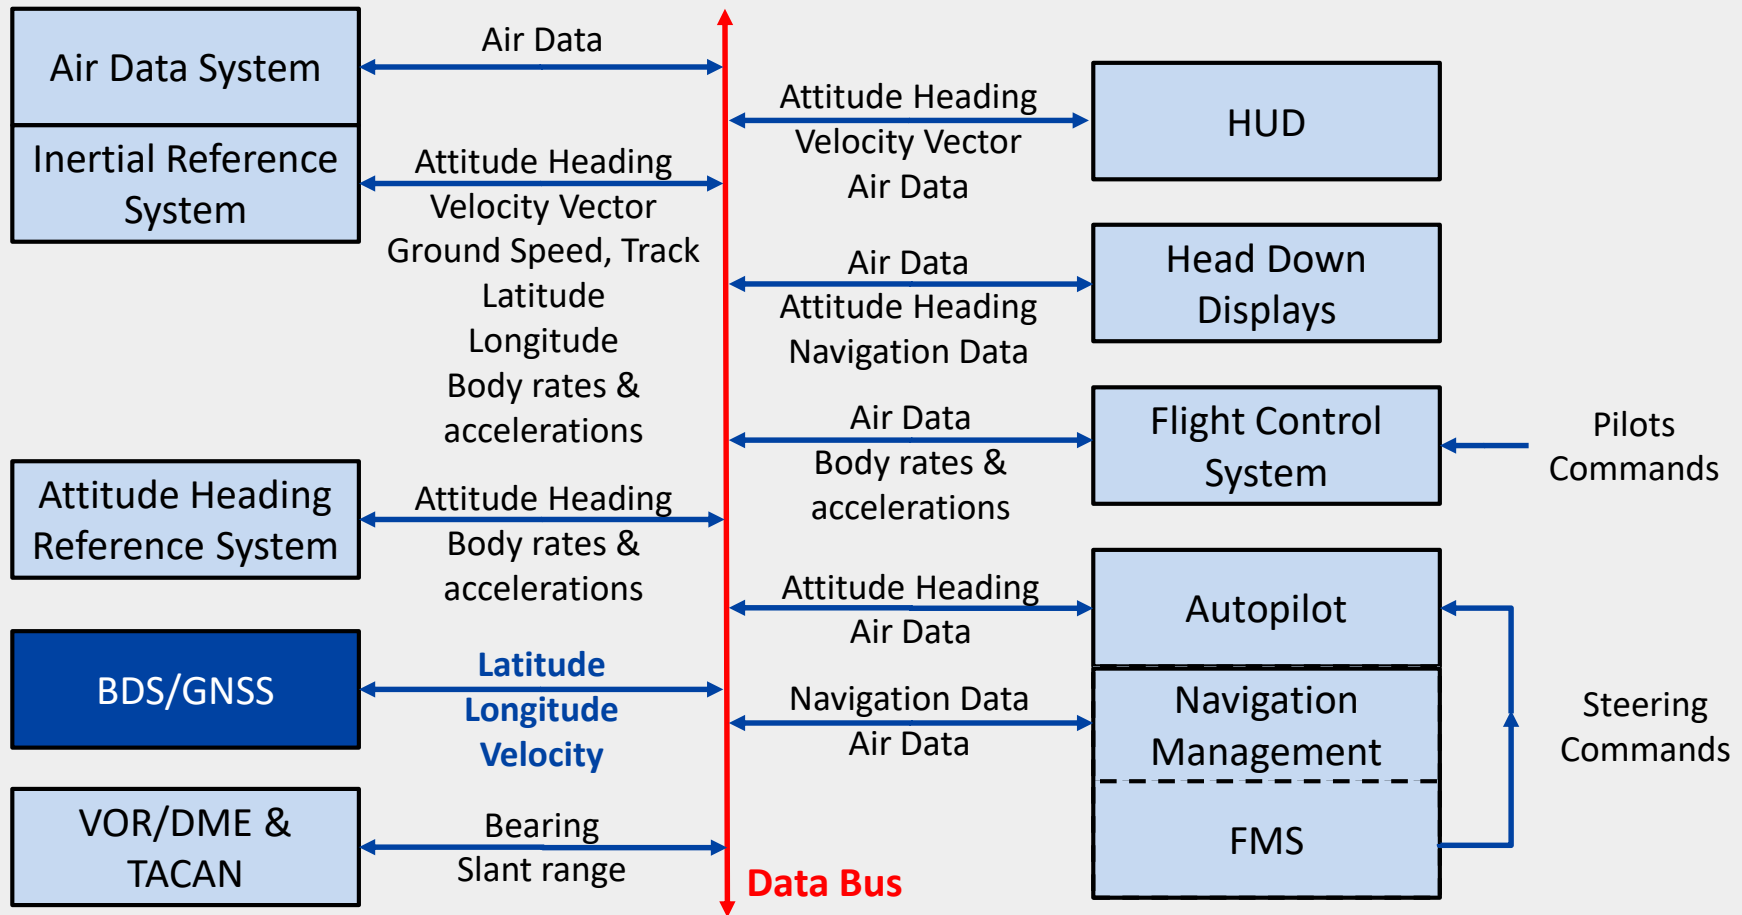 Air Data System
Inertial Reference
System
Attitude Heading
Reference System
BDS/GNSS
VOR/DME &
TACAN
Air Data
Attitude Heading
Velocity Vector
Ground Speed, Track
Latitude
Longitude
Body rates &
accelerations
Attitude Heading
Body rates &
accelerations
Latitude
Longitude
Velocity
Bearing
Slant range
Data Bus
Attitude Heading
Velocity Vector
Air Data
Air Data
Attitude Heading
Navigation Data
Air Data
Body rates &
accelerations
Attitude Heading
Air Data
Navigation Data
Air Data
HUD
Head Down
Displays
Flight Control
System
Autopilot
Navigation
Management
FMS
Pilots
Commands
Steering
Commands